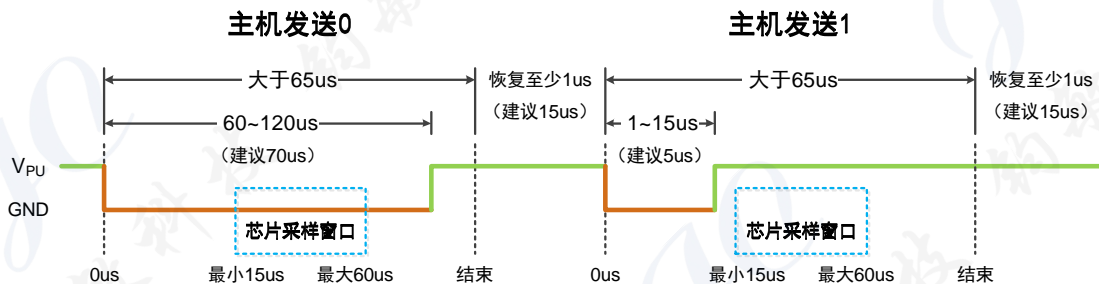 主机发送0
主机发送1
大于65us
恢复至少1us
（建议15us）
大于65us
恢复至少1us
（建议15us）
60~120us
（建议70us）
1~15us
（建议5us）
VPU
GND
芯片采样窗口
芯片采样窗口
0us
最小15us
最大60us
结束
0us
最小15us
最大60us
结束